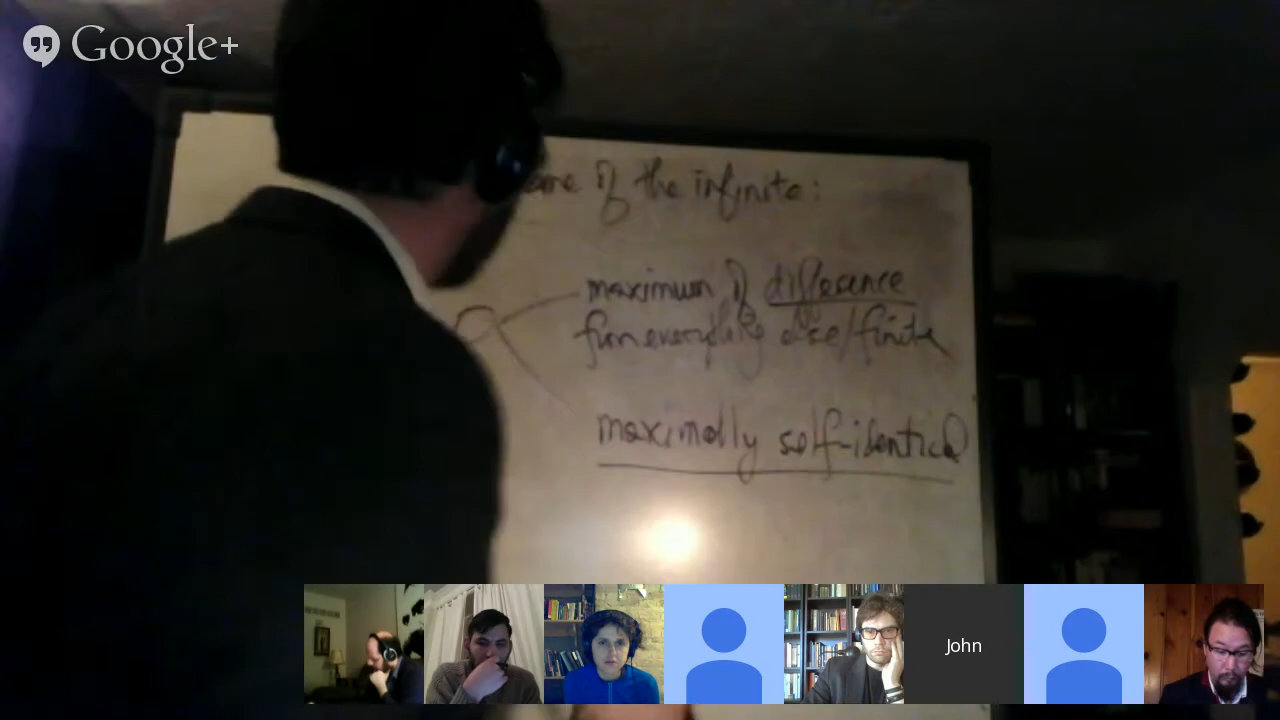 Google+
of the infinite:
maximum of difference
from everything else/finite
maximally self-identical
John